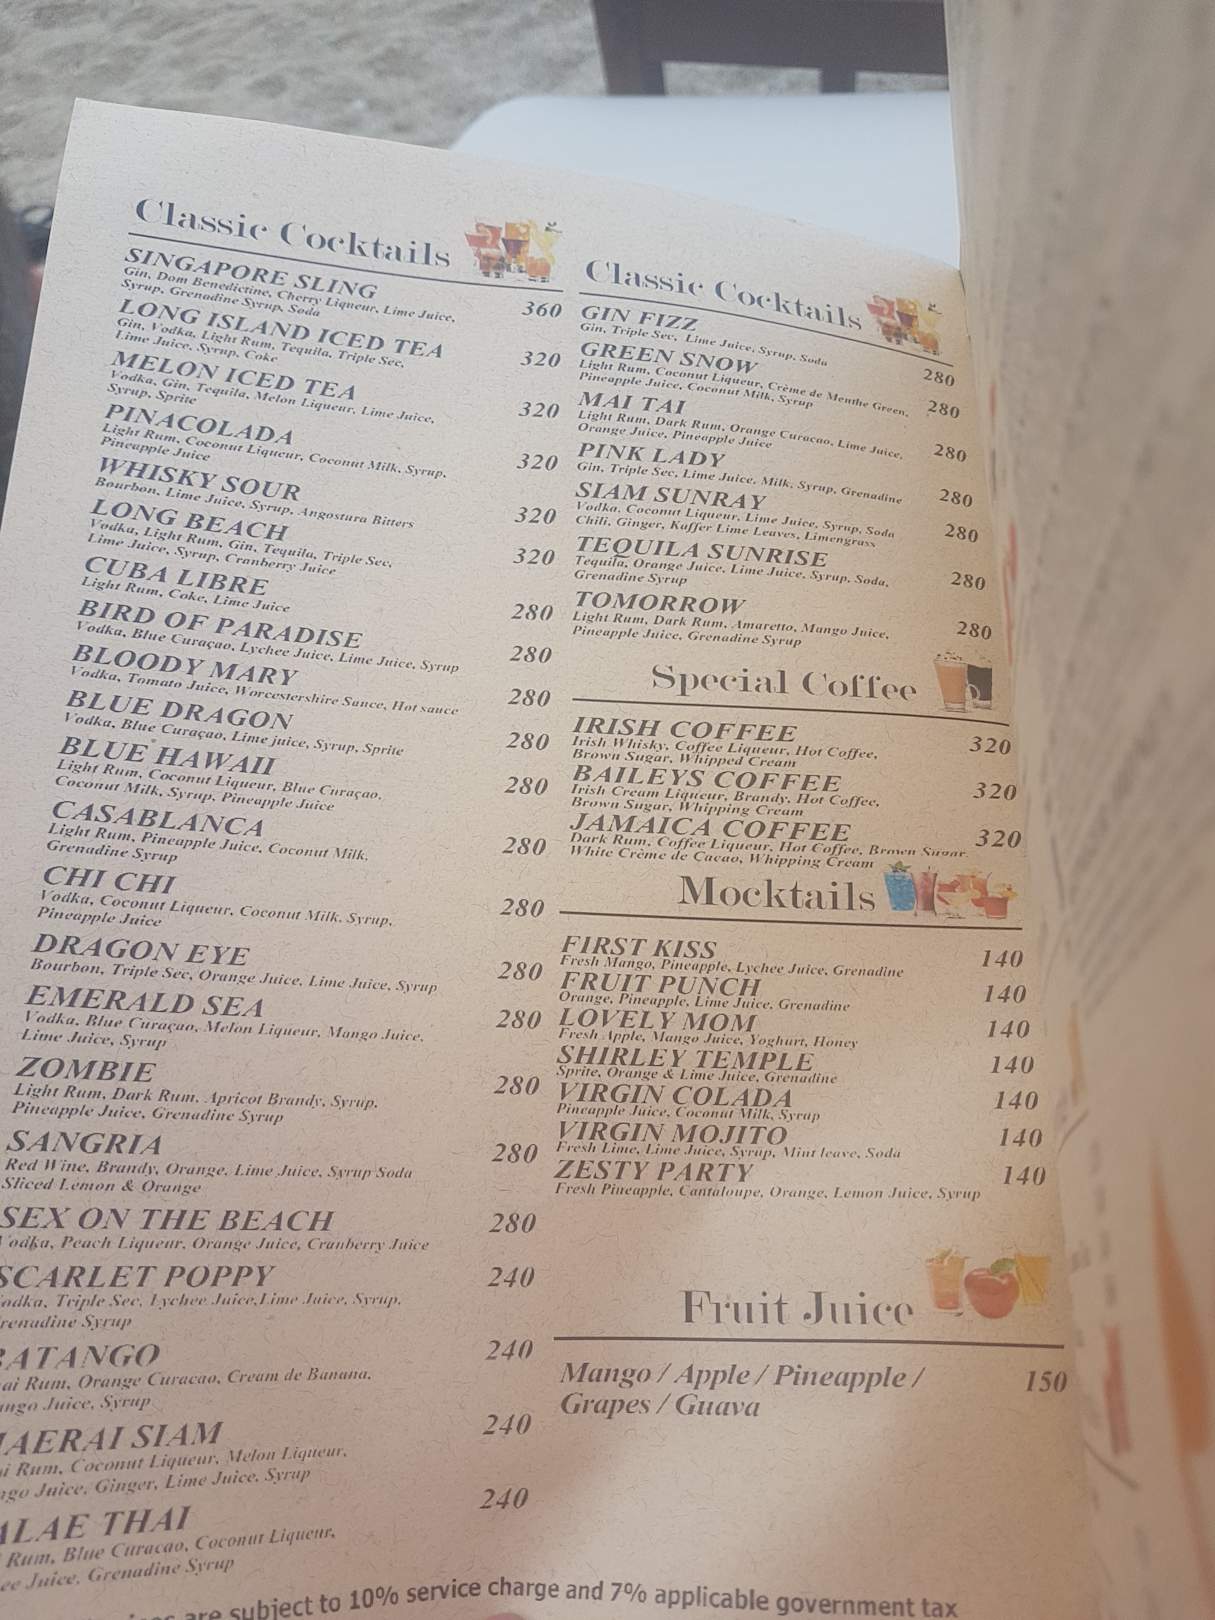 Classic Cocktails
SINGAPORE SLING 360
Gin, Dom Benedictine, Cherry Liqueur, Lime Juice,
Syrup, Grenadine Syrup, Soda
LONG ISLAND ICED TEA 320
Gin, Vodka, Light Rum, Tequila, Triple Sec,
Lime Juice, Syrup, Coke
MELON ICED TEA 320
Vodka, Gin, Tequila, Melon Liqueur, Lime Juice,
Syrup, Sprite
PINACOLADA 320
Light Rum, Coconut Liqueur, Coconut Milk, Syrup,
Pineapple Juice
WHISKY SOUR 320
Bourbon, Lime Juice, Syrup, Angostura Bitters
LONG BEACH 320
Vodka, Light Rum, Gin, Tequila, Triple Sec,
Lime Juice, Syrup, Cranberry Juice
CUBA LIBRE 280
Light Rum, Coke, Lime Juice
BIRD OF PARADISE 280
Vodka, Blue Curaçao, Lychee Juice, Lime Juice, Syrup
BLOODY MARY 280
Vodka, Tomato Juice, Worcestershire Sauce, Hot sauce
BLUE DRAGON 280
Vodka, Blue Curaçao, Lime juice, Syrup, Sprite
BLUE HAWAII 280
Light Rum, Coconut Liqueur, Blue Curaçao,
Coconut Milk, Syrup, Pineapple Juice
CASABLANCA 280
Light Rum, Pineapple Juice, Coconut Milk,
Grenadine Syrup
CHI CHI 280
Vodka, Coconut Liqueur, Coconut Milk, Syrup,
Pineapple Juice
DRAGON EYE 280
Bourbon, Triple Sec, Orange Juice, Lime Juice, Syrup
EMERALD SEA 280
Vodka, Blue Curaçao, Melon Liqueur, Mango Juice,
Lime Juice, Syrup
ZOMBIE 280
Light Rum, Dark Rum, Apricot Brandy, Syrup,
Pineapple Juice, Grenadine Syrup
SANGRIA 280
Red Wine, Brandy, Orange, Lime Juice, Syrup Soda
Sliced Lemon & Orange
SEX ON THE BEACH 280
Vodka, Peach Liqueur, Orange Juice, Cranberry Juice
SCARLET POPPY 240
odka, Triple Sec, Lychee Juice, Lime Juice, Syrup,
renadine Syrup
ATANGO 240
ai Rum, Orange Curacao, Cream de Banana,
ngo Juice, Syrup
AERAI SIAM 240
i Rum, Coconut Liqueur, Melon Liqueur,
go Juice, Ginger, Lime Juice, Syrup
ALAE THAI 240
Rum, Blue Curacao, Coconut Liqueur,
ee Juice, Grenadine Syrup
Classic Cocktails
GIN FIZZ 280
Gin, Triple Sec, Lime Juice, Syrup, Soda
GREEN SNOW 280
Light Rum, Coconut Liqueur, Crème de Menthe Green,
Pineapple Juice, Coconut Milk, Syrup
MAI TAI 280
Light Rum, Dark Rum, Orange Curacao, Lime Juice,
Orange Juice, Pineapple Juice
PINK LADY 280
Gin, Triple Sec, Lime Juice, Milk, Syrup, Grenadine
SIAM SUNRAY 280
Vodka, Coconut Liqueur, Lime Juice, Syrup, Soda
Chili, Ginger, Kaffer Lime Leaves, Limengrass
TEQUILA SUNRISE 280
Tequila, Orange Juice, Lime Juice, Syrup, Soda,
Grenadine Syrup
TOMORROW 280
Light Rum, Dark Rum, Amaretto, Mango Juice,
Pineapple Juice, Grenadine Syrup
Special Coffee
IRISH COFFEE 320
Irish Whisky, Coffee Liqueur, Hot Coffee,
Brown Sugar, Whipped Cream
BAILEYS COFFEE 320
Irish Cream Liqueur, Brandy, Hot Coffee,
Brown Sugar, Whipping Cream
JAMAICA COFFEE 320
Dark Rum, Coffee Liqueur, Hot Coffee, Brown Sugar,
White Crème de Cacao, Whipping Cream
Mocktails
FIRST KISS 140
Fresh Mango, Pineapple, Lychee Juice, Grenadine
FRUIT PUNCH 140
Orange, Pineapple, Lime Juice, Grenadine
LOVELY MOM 140
Fresh Apple, Mango Juice, Yoghurt, Honey
SHIRLEY TEMPLE 140
Sprite, Orange & Lime Juice, Grenadine
VIRGIN COLADA 140
Pineapple Juice, Coconut Milk, Syrup
VIRGIN MOJITO 140
Fresh Lime, Lime Juice, Syrup, Mint leave, Soda
ZESTY PARTY 140
Fresh Pineapple, Cantaloupe, Orange, Lemon Juice, Syrup
Fruit Juice
Mango / Apple / Pineapple / 150
Grapes / Guava
are subject to 10% service charge and 7% applicable government tax